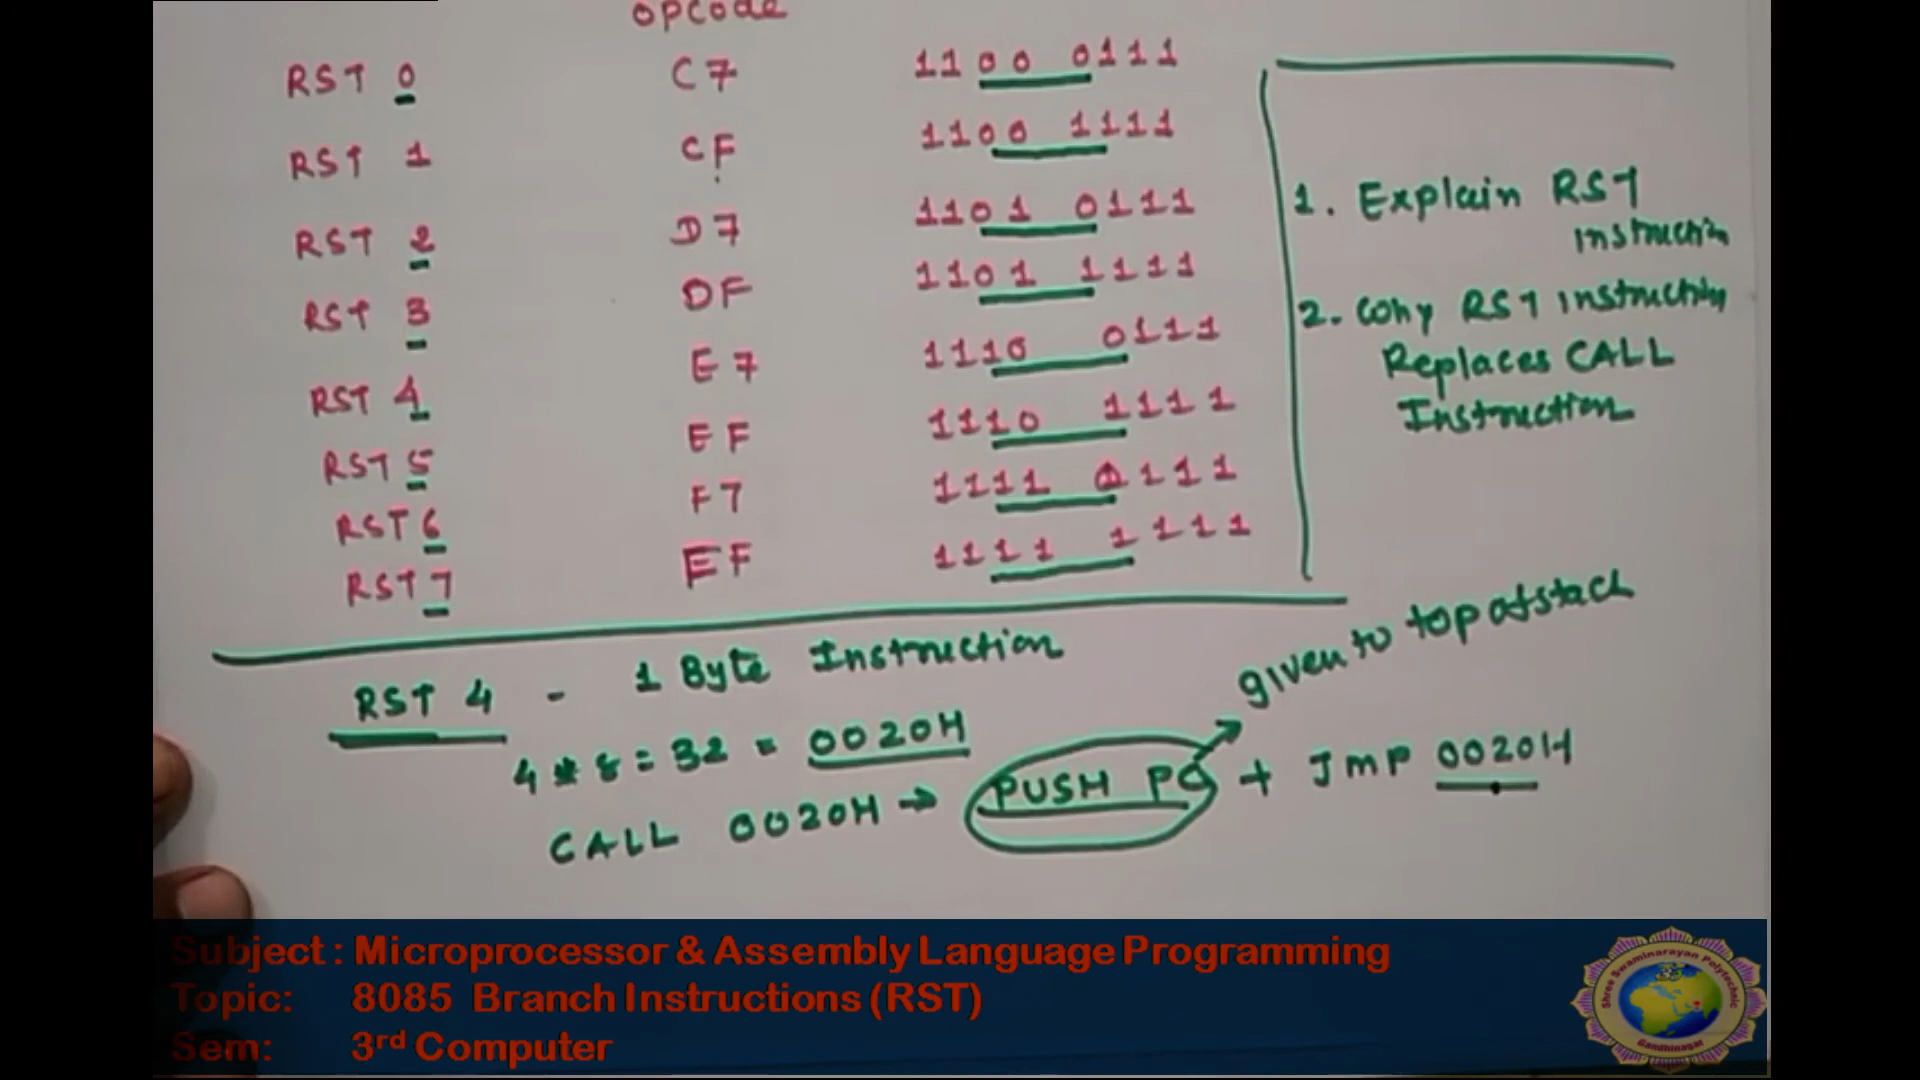 opcode
RST 0 C7 1100 0111
RST 1 CF 1100 1111
RST 2 D7 1101 0111
RST 3 DF 1101 1111
RST 4 E7 1110 0111
RST 5 EF 1110 1111
RST 6 F7 1111 0111
RST 7 EF 1111 1111
1. Explain RST
instruction
2. Why RST instruction
Replaces CALL
Instruction
RST 4 - 1 Byte Instruction
4 * 8 = 32 = 0020H
CALL 0020H → PUSH PC + JMP 0020H
given to top of stack
Subject : Microprocessor & Assembly Language Programming
Topic: 8085 Branch Instructions (RST)
Sem: 3rd Computer
Shree Swaminarayan Polytechnic
Gandhinagar